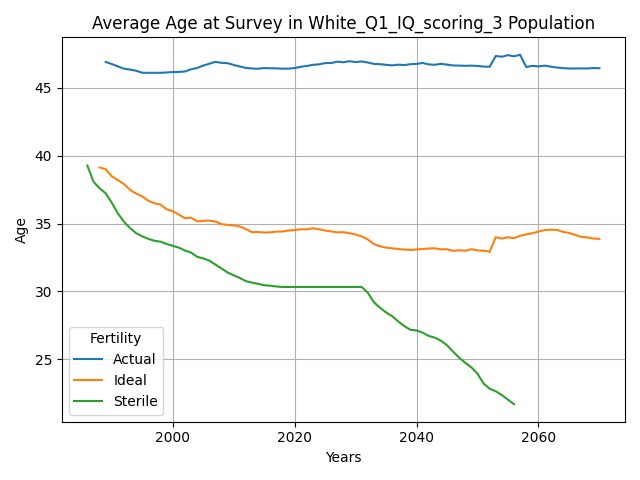 Average Age at Survey in White_Q1_IQ_scoring_3 Population
Age
45
40
35
30
25
Fertility
Actual
Ideal
Sterile
2000
2020
2040
2060
Years